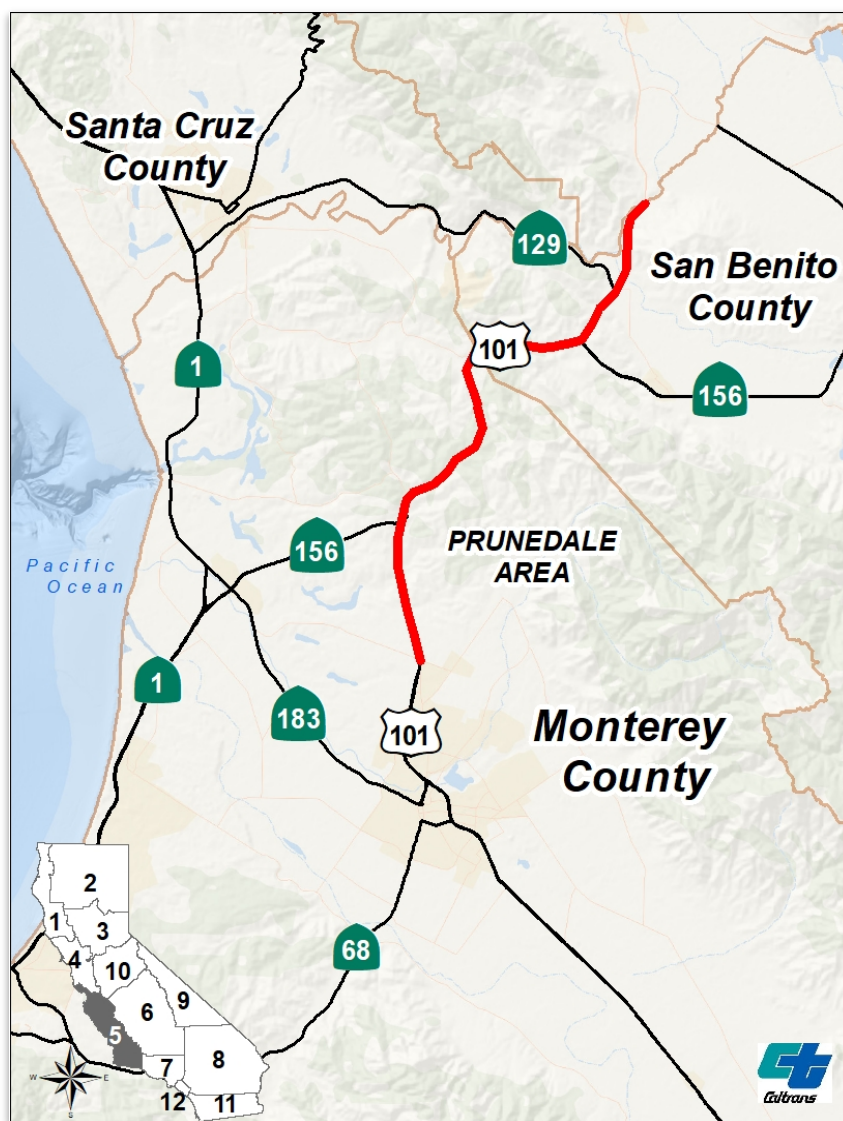 Santa Cruz
County
129
San Benito
County
101
1
156
PRUNEDALE
AREA
156
Pacific
Ocean
1
183
101
Monterey
County
68
2
1
3
4
10
9
6
5
8
7
12
11
N
W
E
S
Caltrans